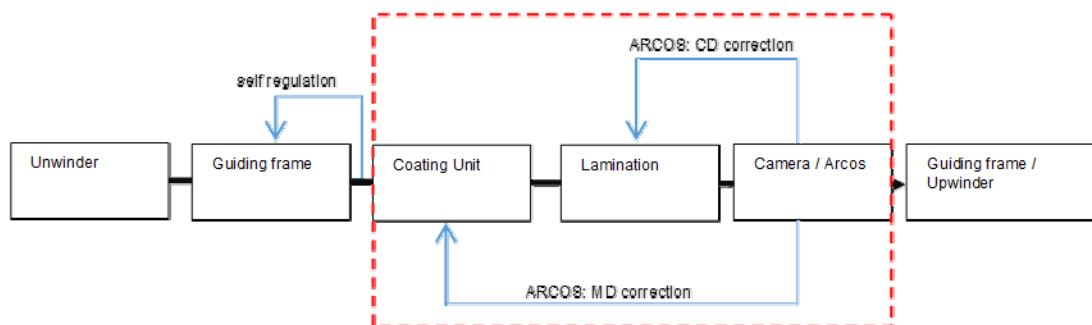 ARCOS: CD correction
self regulation
Unwinder
Guiding frame
Coating Unit
Lamination
Camera / Arcos
Guiding frame /
Upwinder
ARCOS: MD correction